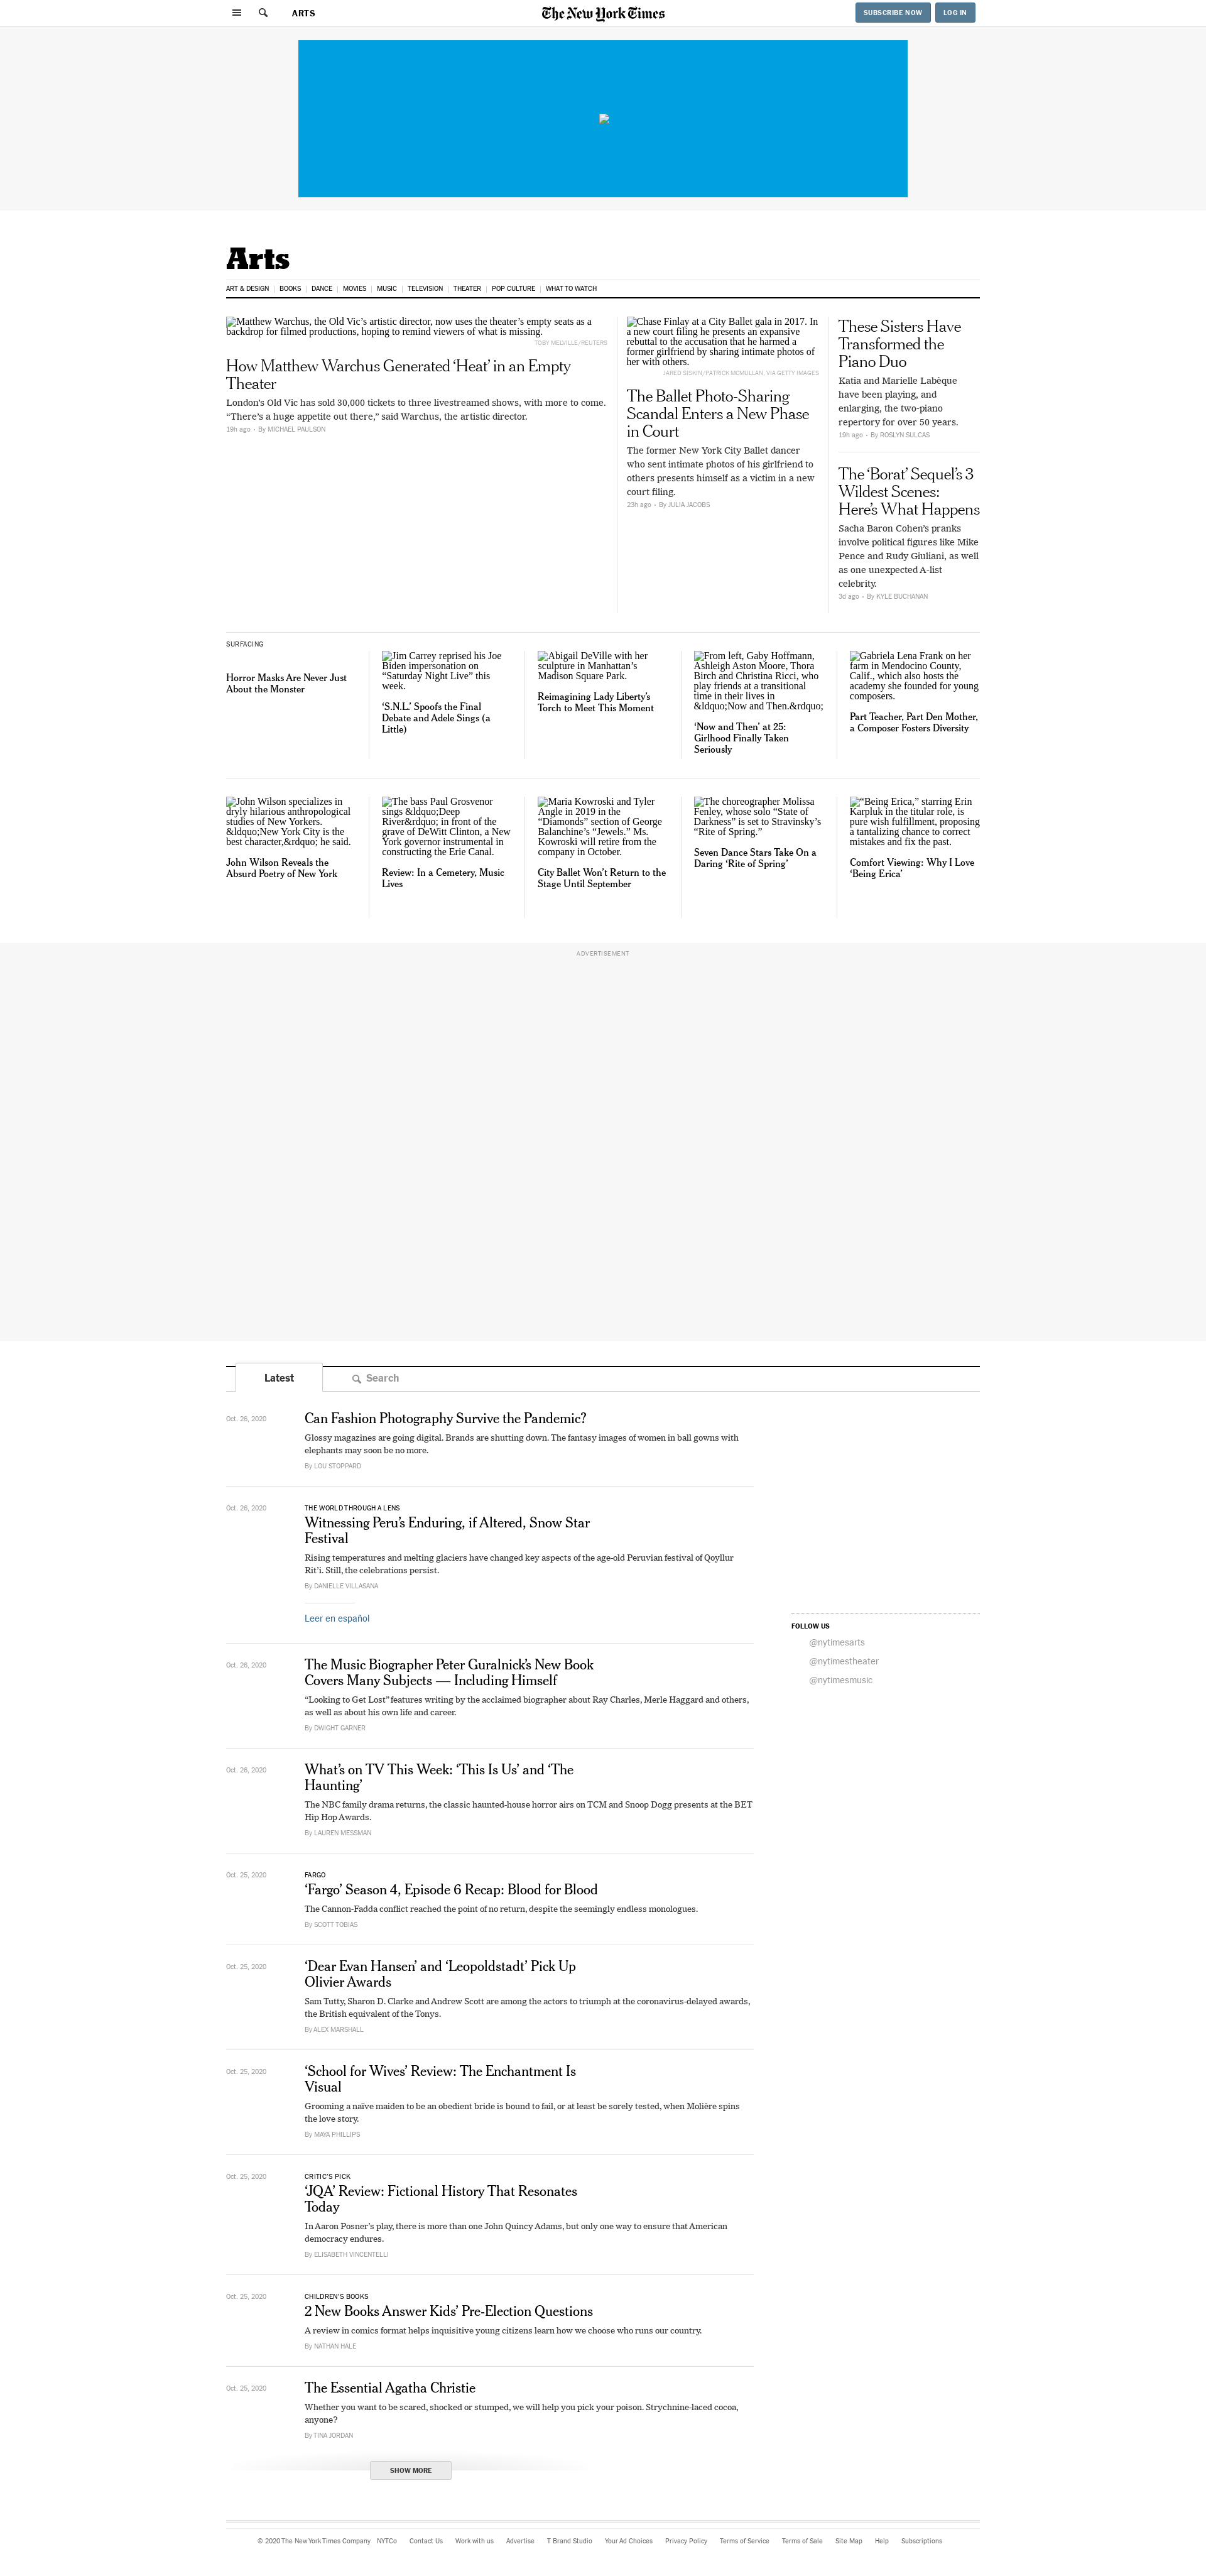 ARTS
The New York Times
SUBSCRIBE NOW
LOG IN
Arts
ART & DESIGN | BOOKS | DANCE | MOVIES | MUSIC | TELEVISION | THEATER | POP CULTURE | WHAT TO WATCH
Matthew Warchus, the Old Vic’s artistic director, now uses the theater’s empty seats as a
backdrop for filmed productions, hoping to remind viewers of what is missing.
TOBY MELVILLE/REUTERS
How Matthew Warchus Generated ‘Heat’ in an Empty
Theater
London’s Old Vic has sold 30,000 tickets to three livestreamed shows, with more to come.
“There’s a huge appetite out there,” said Warchus, the artistic director.
19h ago • By MICHAEL PAULSON
Chase Finlay at a City Ballet gala in 2017. In
a new court filing he presents an expansive
rebuttal to the accusation that he harmed a
former girlfriend by sharing intimate photos of
her with others.
JARED SISKIN/PATRICK MCMULLAN, VIA GETTY IMAGES
The Ballet Photo-Sharing
Scandal Enters a New Phase
in Court
The former New York City Ballet dancer
who sent intimate photos of his girlfriend to
others presents himself as a victim in a new
court filing.
23h ago • By JULIA JACOBS
These Sisters Have
Transformed the
Piano Duo
Katia and Marielle Labèque
have been playing, and
enlarging, the two-piano
repertory for over 50 years.
19h ago • By ROSLYN SULCAS
The ‘Borat’ Sequel’s 3
Wildest Scenes:
Here’s What Happens
Sacha Baron Cohen’s pranks
involve political figures like Mike
Pence and Rudy Giuliani, as well
as one unexpected A-list
celebrity.
3d ago • By KYLE BUCHANAN
SURFACING
Horror Masks Are Never Just
About the Monster
Jim Carrey reprised his Joe
Biden impersonation on
“Saturday Night Live” this
week.
‘S.N.L.’ Spoofs the Final
Debate and Adele Sings (a
Little)
Abigail DeVille with her
sculpture in Manhattan’s
Madison Square Park.
Reimagining Lady Liberty’s
Torch to Meet This Moment
From left, Gaby Hoffmann,
Ashleigh Aston Moore, Thora
Birch and Christina Ricci, who
play friends at a transitional
time in their lives in
&ldquo;Now and Then.&rdquo;
‘Now and Then’ at 25:
Girlhood Finally Taken
Seriously
Gabriela Lena Frank on her
farm in Mendocino County,
Calif., which also hosts the
academy she founded for young
composers.
Part Teacher, Part Den Mother,
a Composer Fosters Diversity
John Wilson specializes in
dryly hilarious anthropological
studies of New Yorkers.
&ldquo;New York City is the
best character,&rdquo; he said.
John Wilson Reveals the
Absurd Poetry of New York
The bass Paul Grosvenor
sings &ldquo;Deep
River&rdquo; in front of the
grave of DeWitt Clinton, a New
York governor instrumental in
constructing the Erie Canal.
Review: In a Cemetery, Music
Lives
Maria Kowroski and Tyler
Angle in 2019 in the
“Diamonds” section of George
Balanchine’s “Jewels.” Ms.
Kowroski will retire from the
company in October.
City Ballet Won’t Return to the
Stage Until September
The choreographer Molissa
Fenley, whose solo “State of
Darkness” is set to Stravinsky’s
“Rite of Spring.”
Seven Dance Stars Take On a
Daring ‘Rite of Spring’
“Being Erica,” starring Erin
Karpluk in the titular role, is
pure wish fulfillment, proposing
a tantalizing chance to correct
mistakes and fix the past.
Comfort Viewing: Why I Love
‘Being Erica’
ADVERTISEMENT
Latest
Search
Oct. 26, 2020
Can Fashion Photography Survive the Pandemic?
Glossy magazines are going digital. Brands are shutting down. The fantasy images of women in ball gowns with
elephants may soon be no more.
By LOU STOPPARD
Oct. 26, 2020
THE WORLD THROUGH A LENS
Witnessing Peru’s Enduring, if Altered, Snow Star
Festival
Rising temperatures and melting glaciers have changed key aspects of the age-old Peruvian festival of Qoyllur
Rit’i. Still, the celebrations persist.
By DANIELLE VILLASANA
Leer en español
FOLLOW US
@nytimesarts
@nytimestheater
@nytimesmusic
Oct. 26, 2020
The Music Biographer Peter Guralnick’s New Book
Covers Many Subjects — Including Himself
“Looking to Get Lost” features writing by the acclaimed biographer about Ray Charles, Merle Haggard and others,
as well as about his own life and career.
By DWIGHT GARNER
Oct. 26, 2020
What’s on TV This Week: ‘This Is Us’ and ‘The
Haunting’
The NBC family drama returns, the classic haunted-house horror airs on TCM and Snoop Dogg presents at the BET
Hip Hop Awards.
By LAUREN MESSMAN
Oct. 25, 2020
FARGO
‘Fargo’ Season 4, Episode 6 Recap: Blood for Blood
The Cannon-Fadda conflict reached the point of no return, despite the seemingly endless monologues.
By SCOTT TOBIAS
Oct. 25, 2020
‘Dear Evan Hansen’ and ‘Leopoldstadt’ Pick Up
Olivier Awards
Sam Tutty, Sharon D. Clarke and Andrew Scott are among the actors to triumph at the coronavirus-delayed awards,
the British equivalent of the Tonys.
By ALEX MARSHALL
Oct. 25, 2020
‘School for Wives’ Review: The Enchantment Is
Visual
Grooming a naïve maiden to be an obedient bride is bound to fail, or at least be sorely tested, when Molière spins
the love story.
By MAYA PHILLIPS
Oct. 25, 2020
CRITIC’S PICK
‘JQA’ Review: Fictional History That Resonates
Today
In Aaron Posner’s play, there is more than one John Quincy Adams, but only one way to ensure that American
democracy endures.
By ELISABETH VINCENTELLI
Oct. 25, 2020
CHILDREN’S BOOKS
2 New Books Answer Kids’ Pre-Election Questions
A review in comics format helps inquisitive young citizens learn how we choose who runs our country.
By NATHAN HALE
Oct. 25, 2020
The Essential Agatha Christie
Whether you want to be scared, shocked or stumped, we will help you pick your poison. Strychnine-laced cocoa,
anyone?
By TINA JORDAN
SHOW MORE
© 2020 The New York Times Company NYTCo Contact Us Work with us Advertise T Brand Studio Your Ad Choices Privacy Policy Terms of Service Terms of Sale Site Map Help Subscriptions